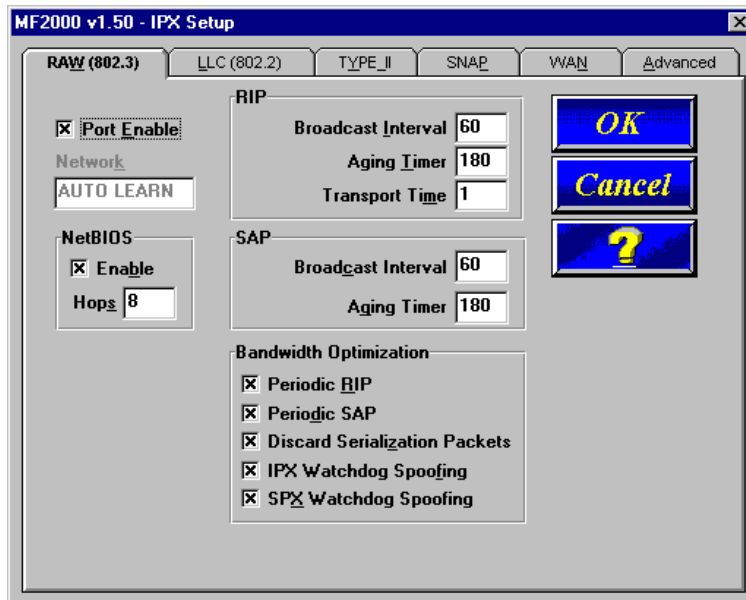 MF2000 v1.50 - IPX Setup
RAW (802.3)
LLC (802.2)
TYPE_II
SNAP
WAN
Advanced
Port Enable
Network
AUTO LEARN
NetBIOS
Enable
Hops 8
RIP
Broadcast Interval 60
Aging Timer 180
Transport Time 1
SAP
Broadcast Interval 60
Aging Timer 180
Bandwidth Optimization
Periodic RIP
Periodic SAP
Discard Serialization Packets
IPX Watchdog Spoofing
SPX Watchdog Spoofing
OK
Cancel
?